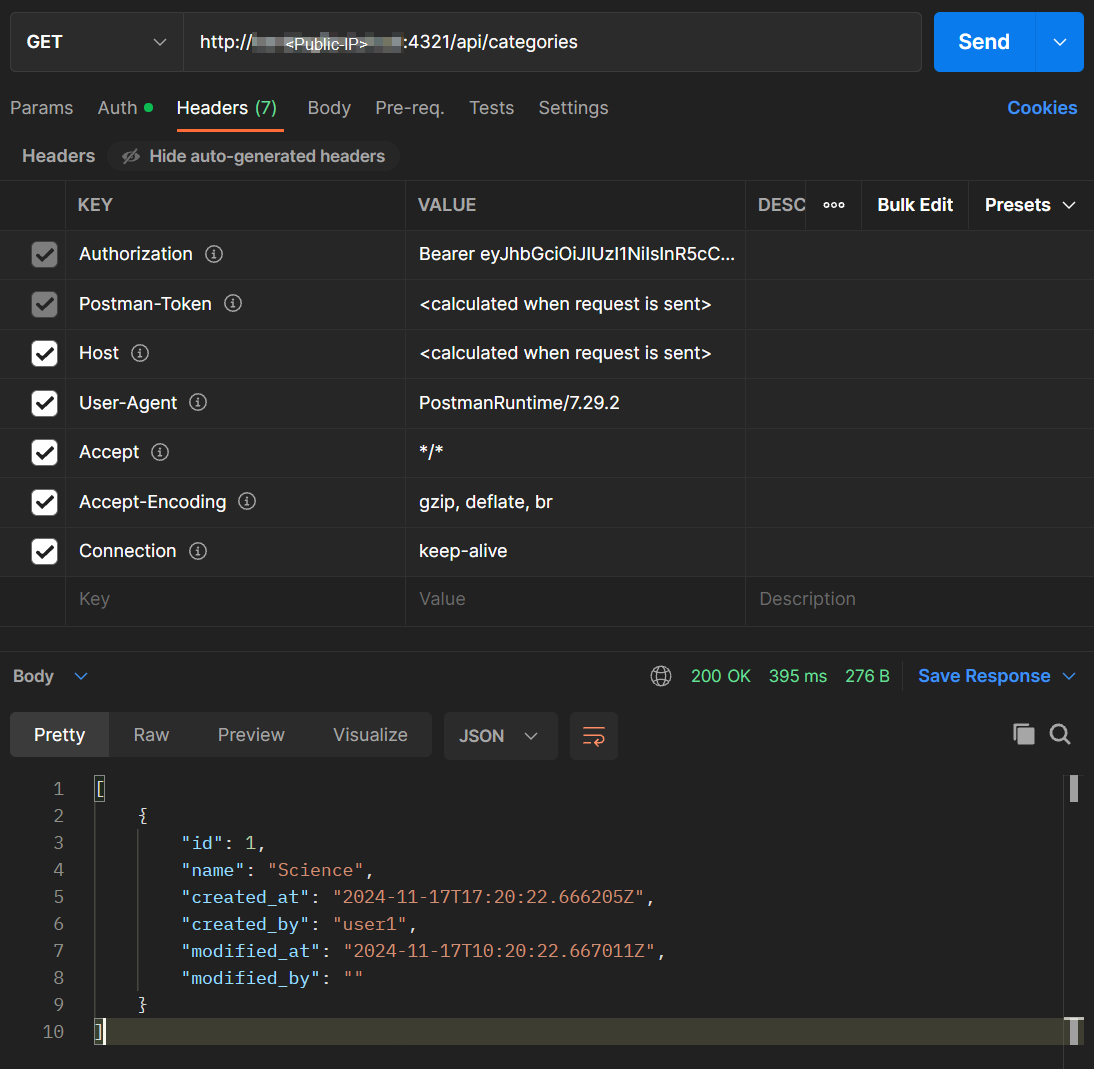 GET http://<Public-IP>:4321/api/categories Send
Params Auth Headers (7) Body Pre-req. Tests Settings Cookies
Headers Hide auto-generated headers
KEY VALUE DESC ooo Bulk Edit Presets
Authorization Bearer eyJhbGciOiJIUzI1NiIsInR5cC...
Postman-Token <calculated when request is sent>
Host <calculated when request is sent>
User-Agent PostmanRuntime/7.29.2
Accept */*
Accept-Encoding gzip, deflate, br
Connection keep-alive
Key Value Description
Body 200 OK 395 ms 276 B Save Response
Pretty Raw Preview Visualize JSON
1 [
2 {
3 "id": 1,
4 "name": "Science",
5 "created_at": "2024-11-17T17:20:22.666205Z",
6 "created_by": "user1",
7 "modified_at": "2024-11-17T10:20:22.667011Z",
8 "modified_by": ""
9 }
10 ]